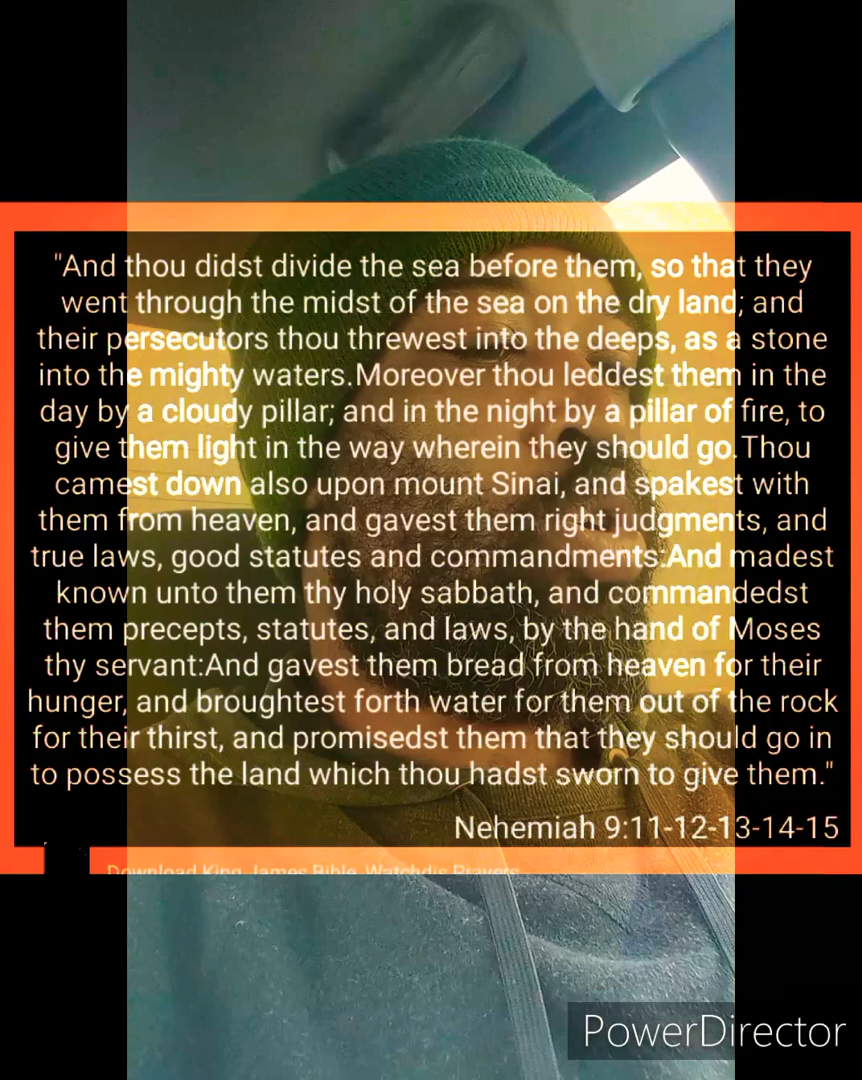 "And thou didst divide the sea before them, so that they
went through the midst of the sea on the dry land; and
their persecutors thou threwest into the deeps, as a stone
into the mighty waters.Moreover thou leddest them in the
day by a cloudy pillar; and in the night by a pillar of fire, to
give them light in the way wherein they should go.Thou
camest down also upon mount Sinai, and spakest with
them from heaven, and gavest them right judgments, and
true laws, good statutes and commandments:And madest
known unto them thy holy sabbath, and commandedst
them precepts, statutes, and laws, by the hand of Moses
thy servant:And gavest them bread from heaven for their
hunger, and broughtest forth water for them out of the rock
for their thirst, and promisedst them that they should go in
to possess the land which thou hadst sworn to give them."
Nehemiah 9:11-12-13-14-15
Download King James Bible, Watchdis Prayers
PowerDirector